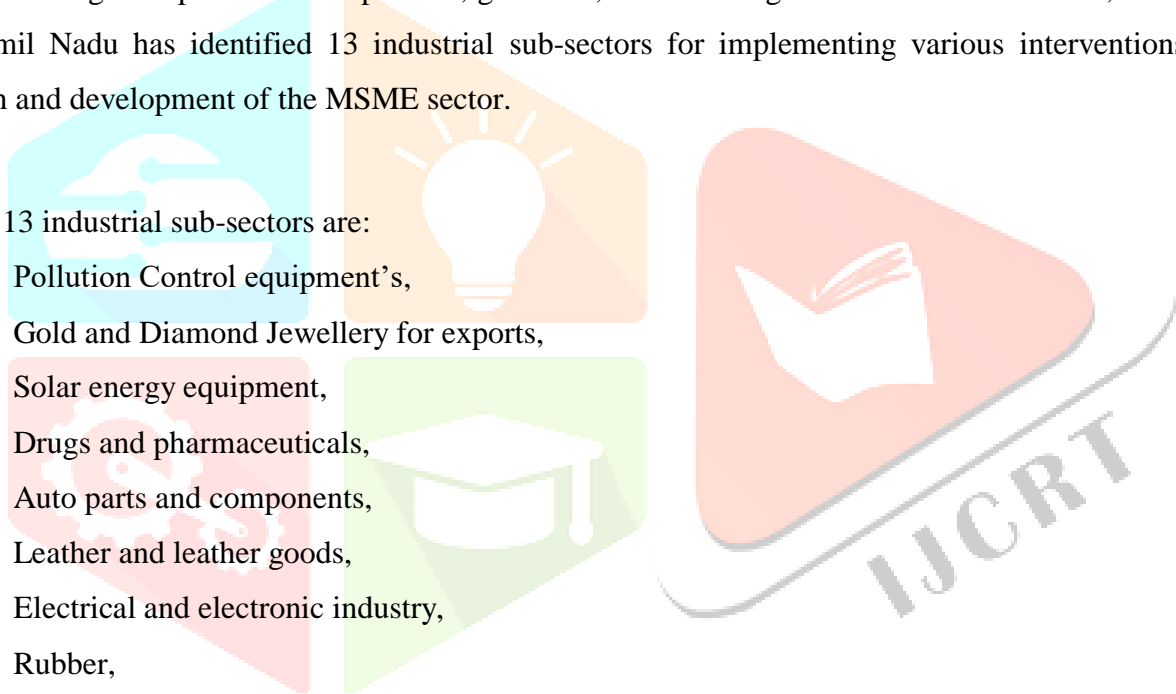 mil Nadu has identified 13 industrial sub-sectors for implementing various intervention
and development of the MSME sector.
13 industrial sub-sectors are:
Pollution Control equipment’s,
Gold and Diamond Jewellery for exports,
Solar energy equipment,
Drugs and pharmaceuticals,
Auto parts and components,
Leather and leather goods,
Electrical and electronic industry,
Rubber,
IJCRT